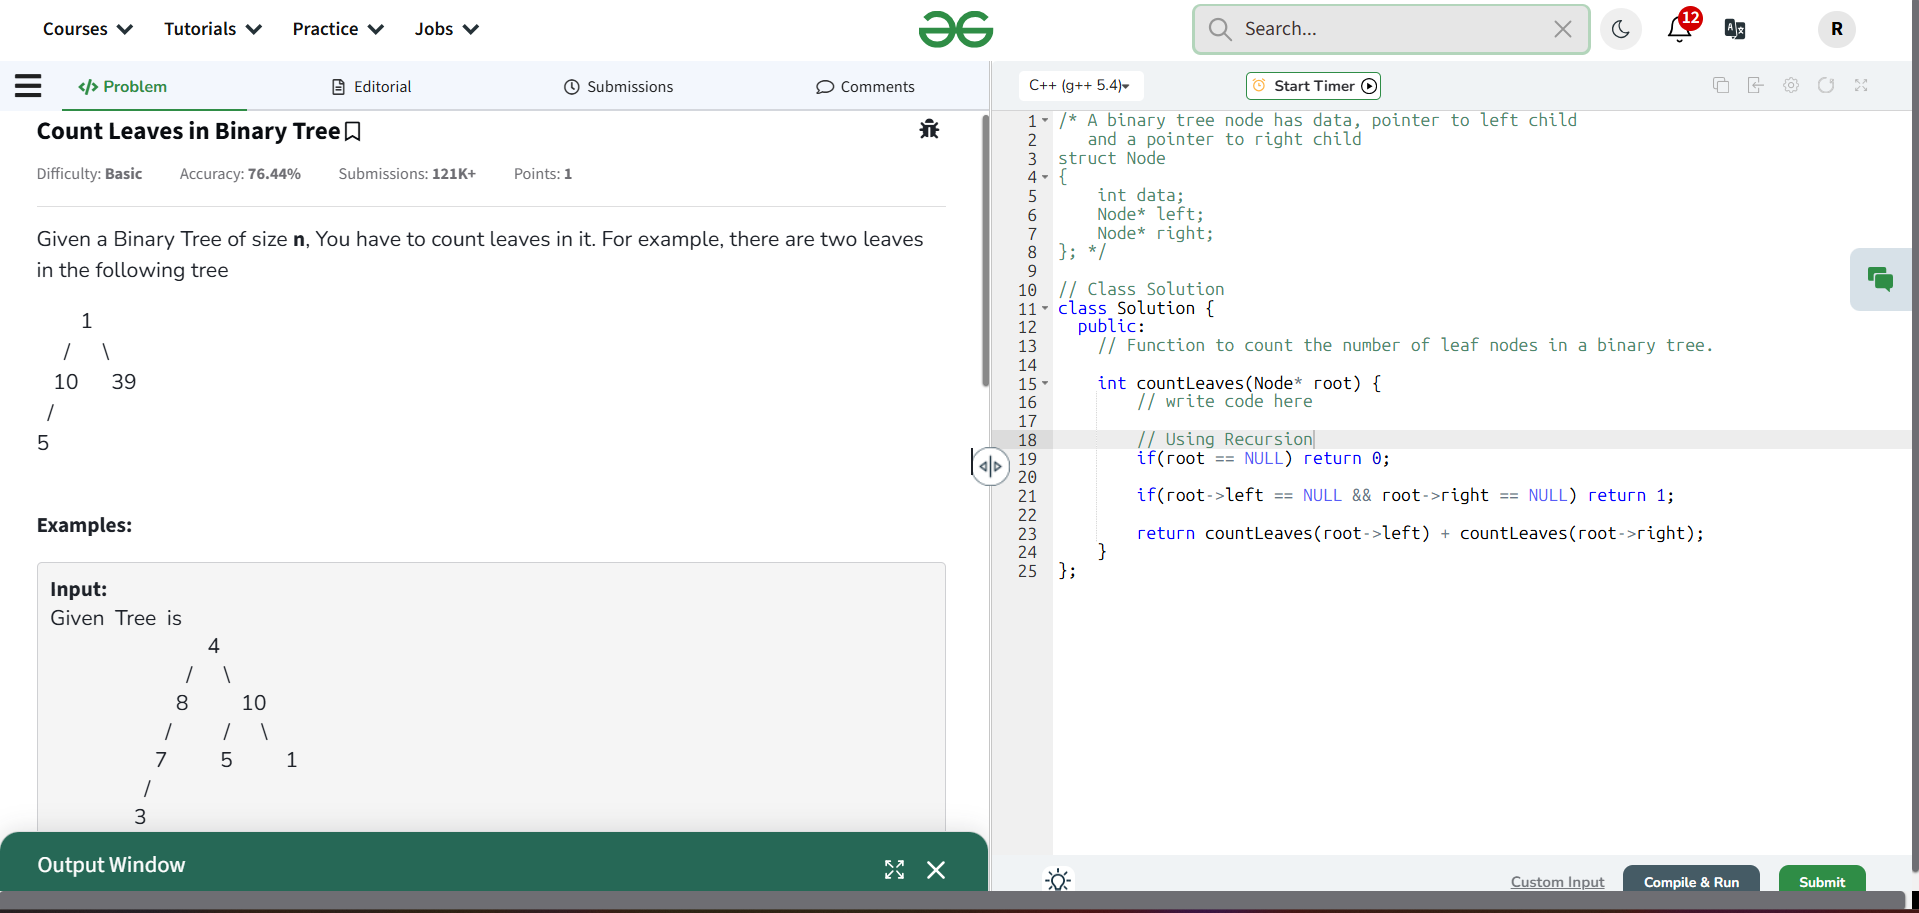 Courses Tutorials Practice Jobs Search... 12 R
Problem Editorial Submissions Comments
C++ (g++ 5.4) Start Timer
Count Leaves in Binary Tree
Difficulty: Basic Accuracy: 76.44% Submissions: 121K+ Points: 1
Given a Binary Tree of size n, You have to count leaves in it. For example, there are two leaves
in the following tree
1
/ \
10 39
/
5
Examples:
Input:
Given Tree is
4
/ \
8 10
/ / \
7 5 1
/
3
Output Window
1 /* A binary tree node has data, pointer to left child
2 and a pointer to right child
3 struct Node
4 {
5 int data;
6 Node* left;
7 Node* right;
8 }; */
9
10 // Class Solution
11 class Solution {
12 public:
13 // Function to count the number of leaf nodes in a binary tree.
14
15 int countLeaves(Node* root) {
16 // write code here
17
18 // Using Recursion
19 if(root == NULL) return 0;
20
21 if(root->left == NULL && root->right == NULL) return 1;
22
23 return countLeaves(root->left) + countLeaves(root->right);
24 }
25 };
Custom Input Compile & Run Submit